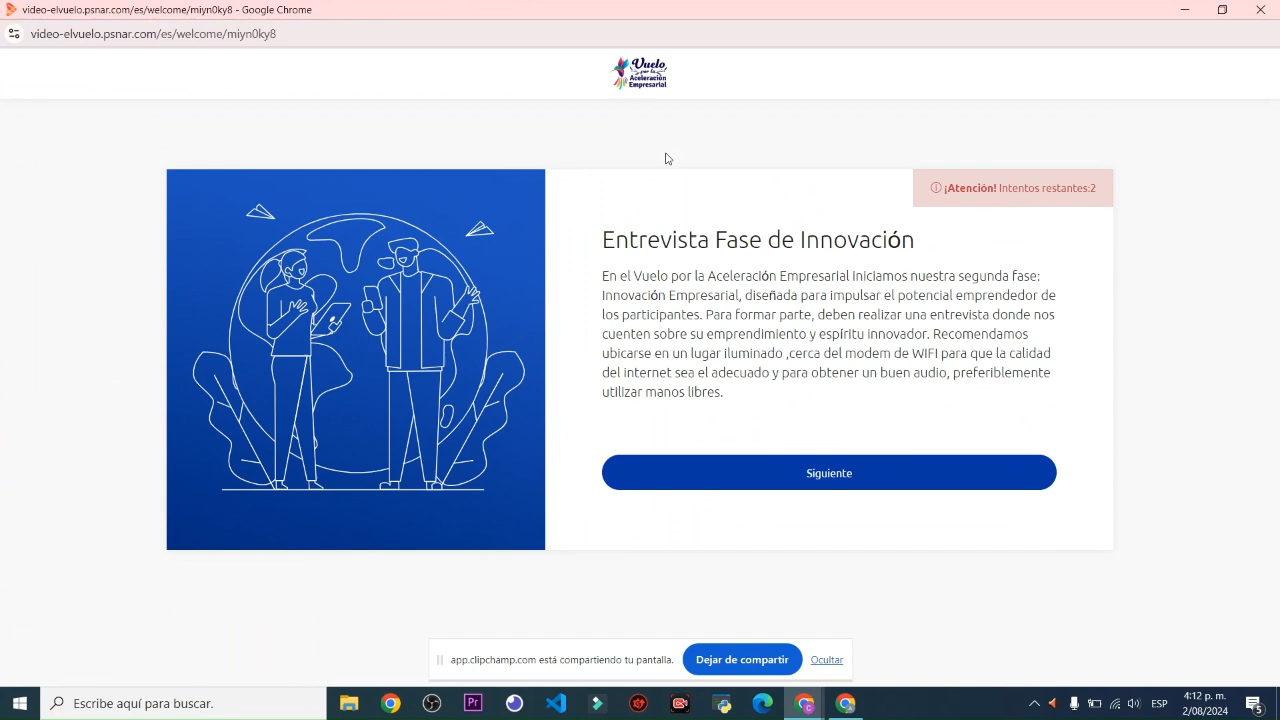 video-elvuelo.psnar.com/es/welcome/miyn0ky8 - Google Chrome
video-elvuelo.psnar.com/es/welcome/miyn0ky8
Vuelo
por la
Aceleración
Empresarial
¡Atención! Intentos restantes:2
Entrevista Fase de Innovación
En el Vuelo por la Aceleración Empresarial iniciamos nuestra segunda fase:
Innovación Empresarial, diseñada para impulsar el potencial emprendedor de
los participantes. Para formar parte, deben realizar una entrevista donde nos
cuenten sobre su emprendimiento y espíritu innovador. Recomendamos
ubicarse en un lugar iluminado ,cerca del modem de WIFI para que la calidad
del internet sea el adecuado y para obtener un buen audio, preferiblemente
utilizar manos libres.
Siguiente
app.clipchamp.com está compartiendo tu pantalla.
Dejar de compartir
Ocultar
Escribe aquí para buscar.
Pr
ESP
4:12 p. m.
2/08/2024
5